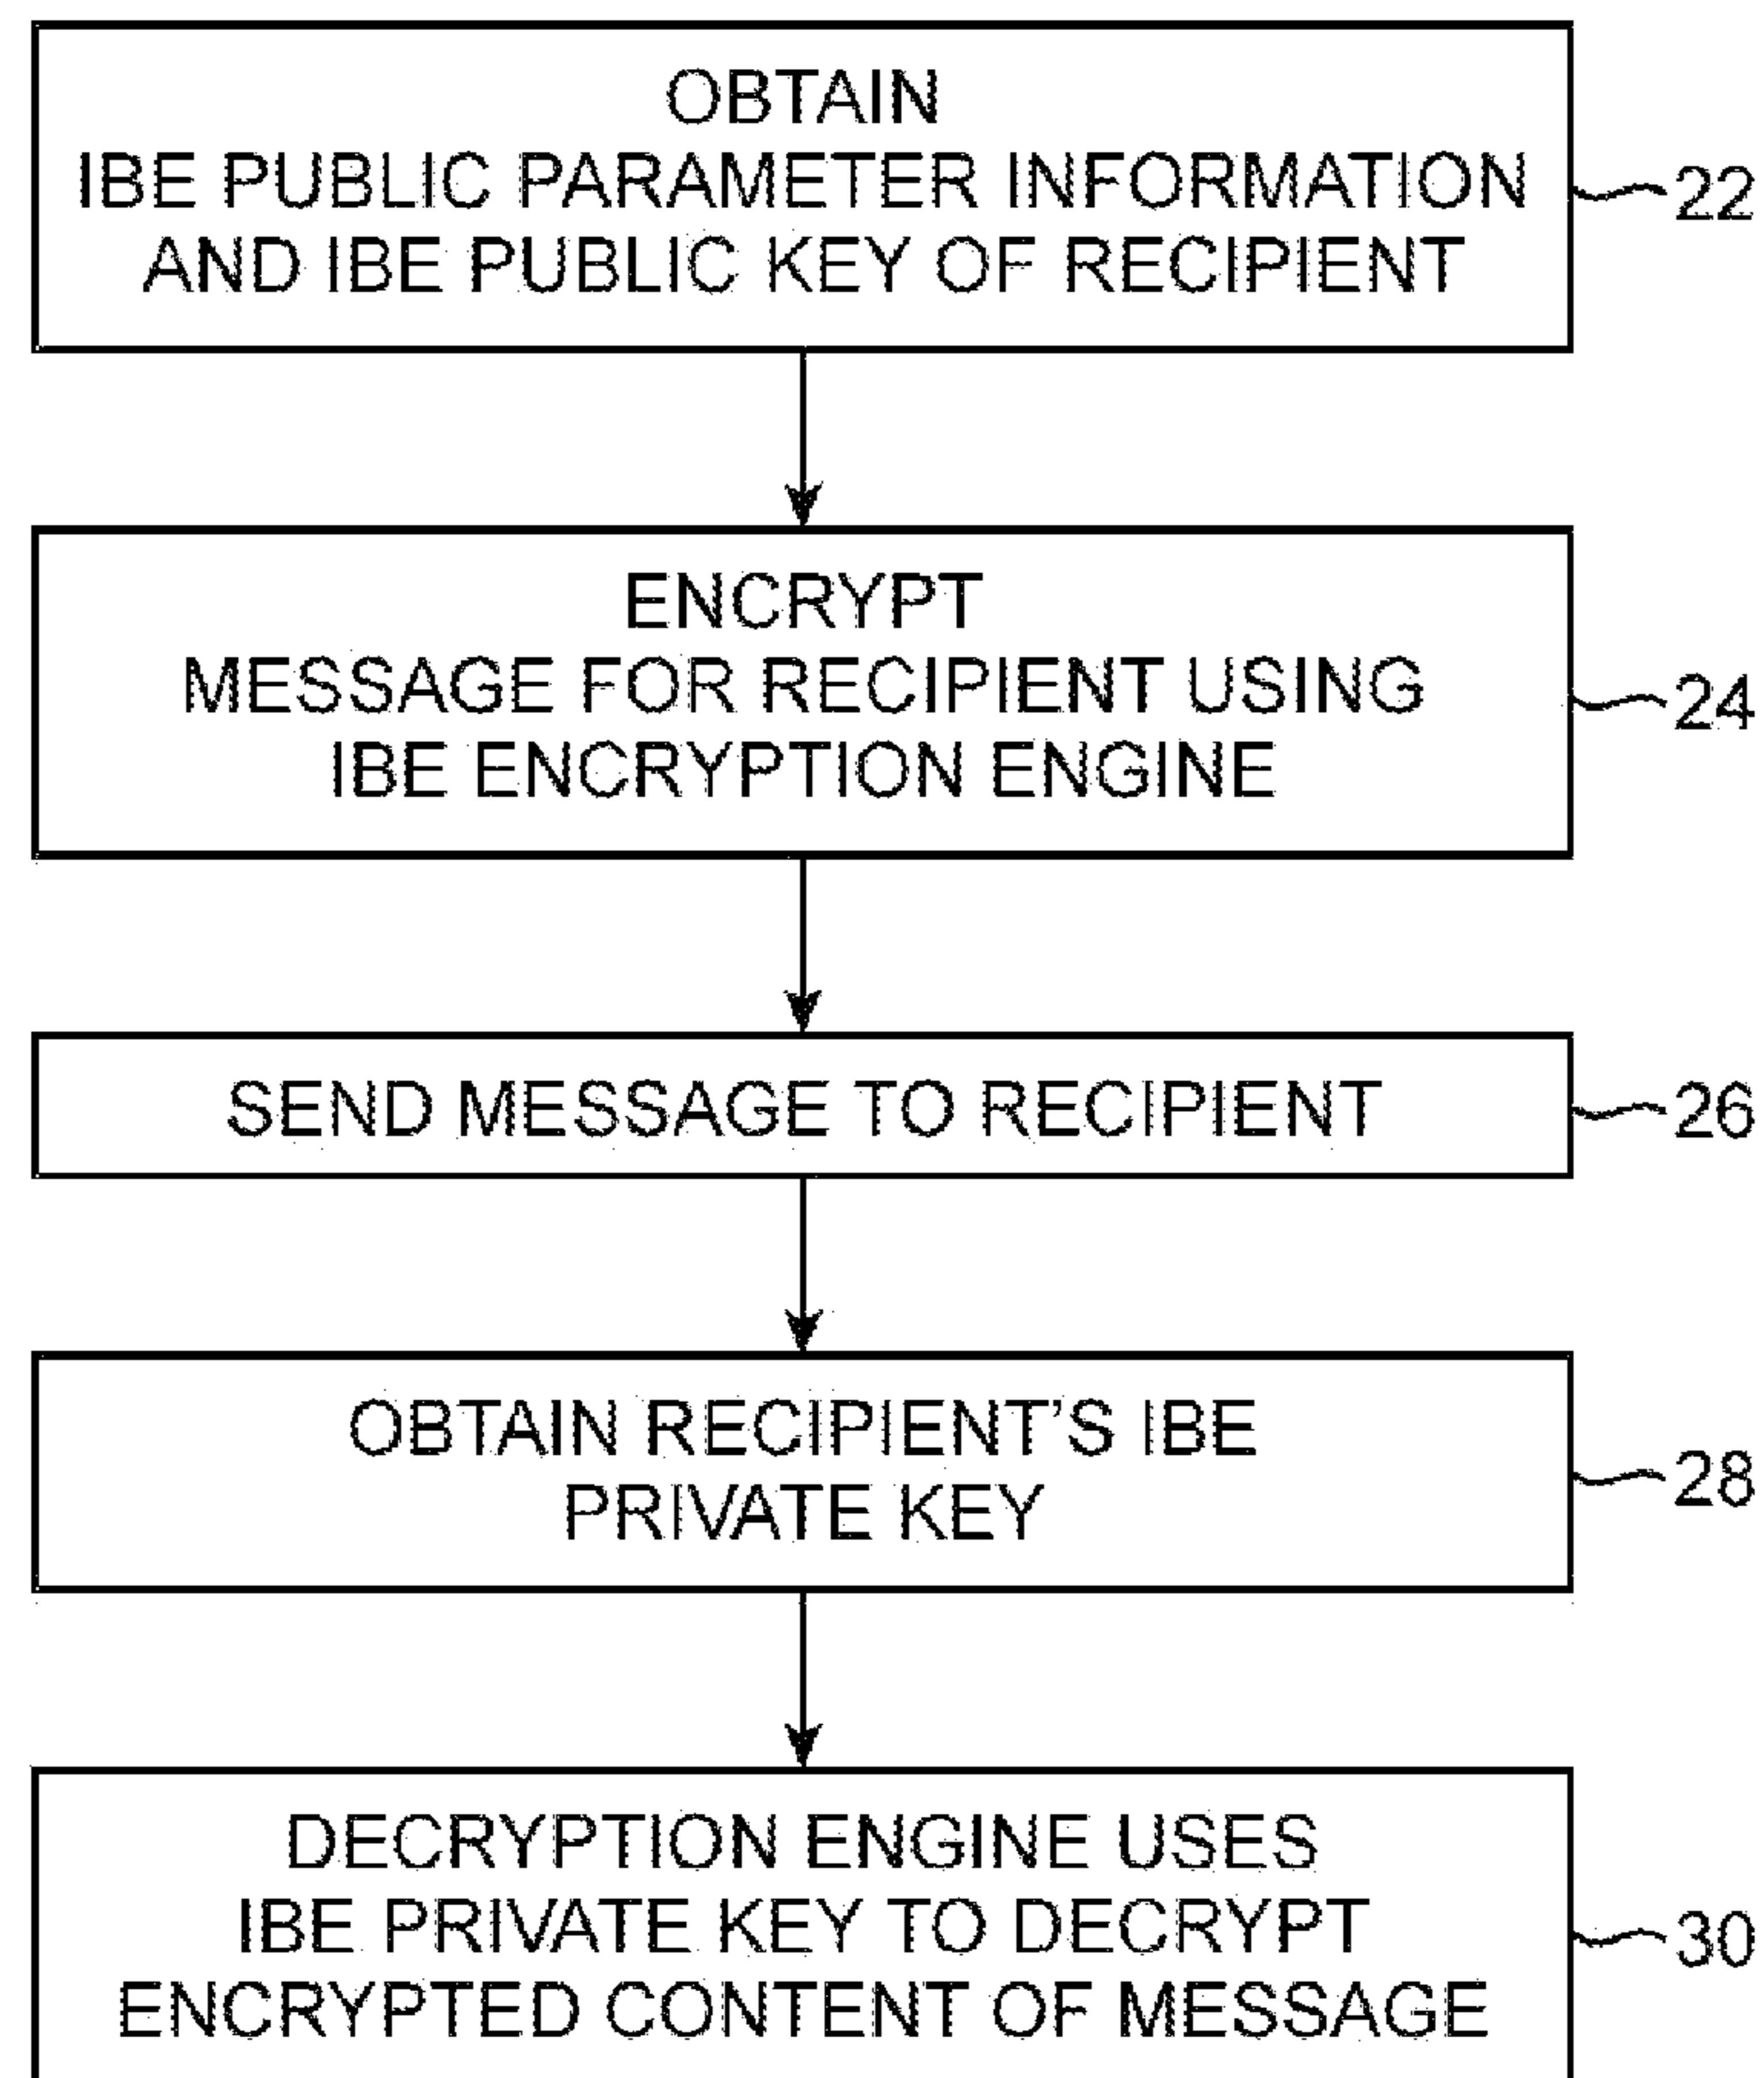 OBTAIN
IBE PUBLIC PARAMETER INFORMATION
AND IBE PUBLIC KEY OF RECIPIENT
22
ENCRYPT
MESSAGE FOR RECIPIENT USING
IBE ENCRYPTION ENGINE
24
SEND MESSAGE TO RECIPIENT
26
OBTAIN RECIPIENT'S IBE
PRIVATE KEY
28
DECRYPTION ENGINE USES
IBE PRIVATE KEY TO DECRYPT
ENCRYPTED CONTENT OF MESSAGE
30